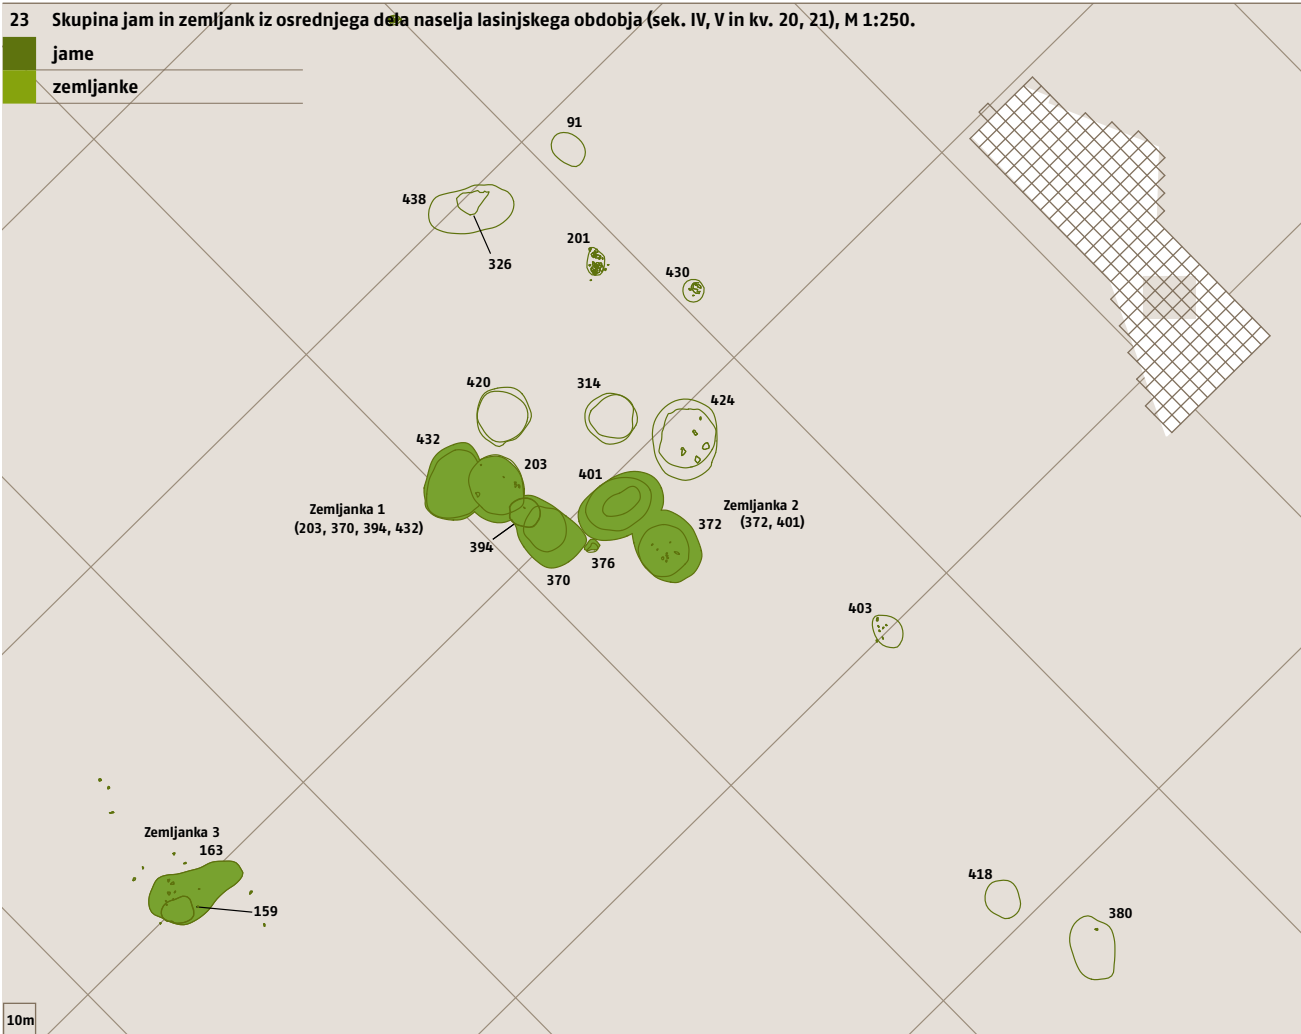 23 Skupina jam in zemljank iz osrednjega dela naselja lasinjskega obdobja (sek. IV, V in kv. 20, 21), M 1:250.
jame
zemljanke
91
438
326
201
430
420
314
424
432
203
401
Zemljanka 1
(203, 370, 394, 432)
Zemljanka 2
(372, 401)
372
394
376
370
403
Zemljanka 3
163
159
418
380
10m